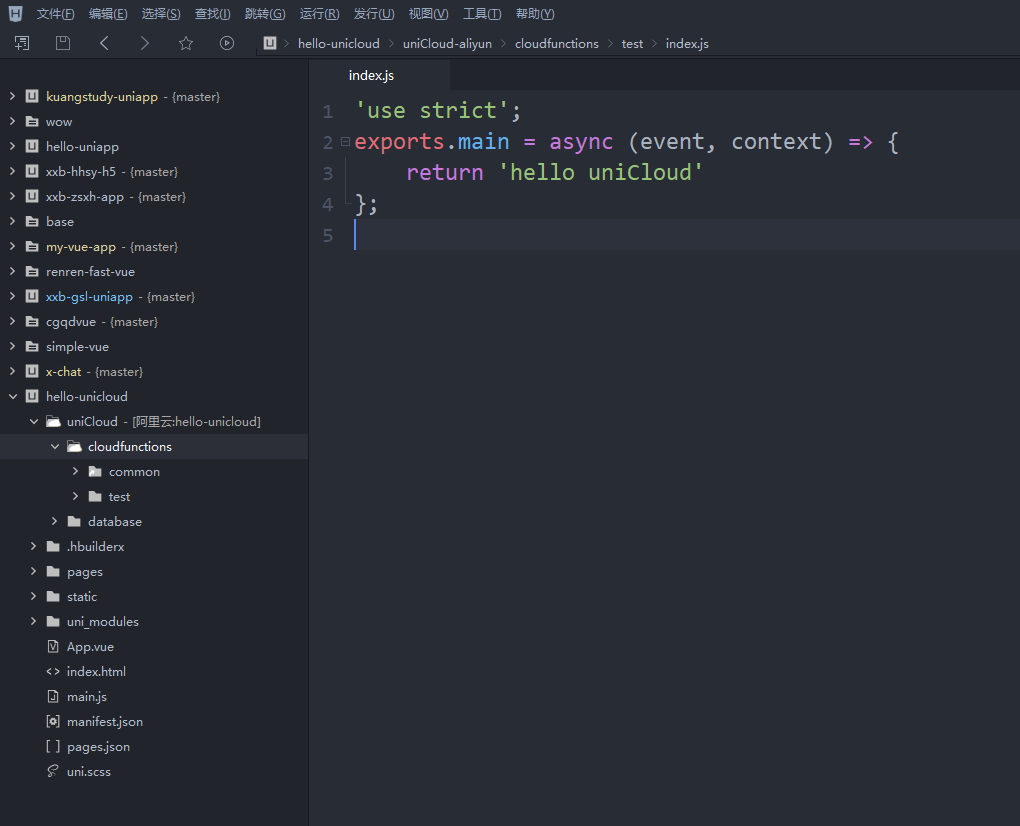 文件(F) 编辑(E) 选择(S) 查找(I) 跳转(G) 运行(R) 发行(U) 视图(V) 工具(T) 帮助(Y)
U hello-unicloud uniCloud-aliyun cloudfunctions test index.js
index.js
kuangstudy-uniapp - {master}
wow
hello-uniapp
xxb-hhsy-h5 - {master}
xxb-zsxh-app - {master}
base
my-vue-app - {master}
renren-fast-vue
xxb-gsl-uniapp - {master}
cgqdvue - {master}
simple-vue
x-chat - {master}
hello-unicloud
uniCloud - [阿里云:hello-unicloud]
cloudfunctions
common
test
database
.hbuilderx
pages
static
uni_modules
App.vue
index.html
main.js
manifest.json
pages.json
uni.scss
1 'use strict';
2 exports.main = async (event, context) => {
3 return 'hello uniCloud'
4 };
5